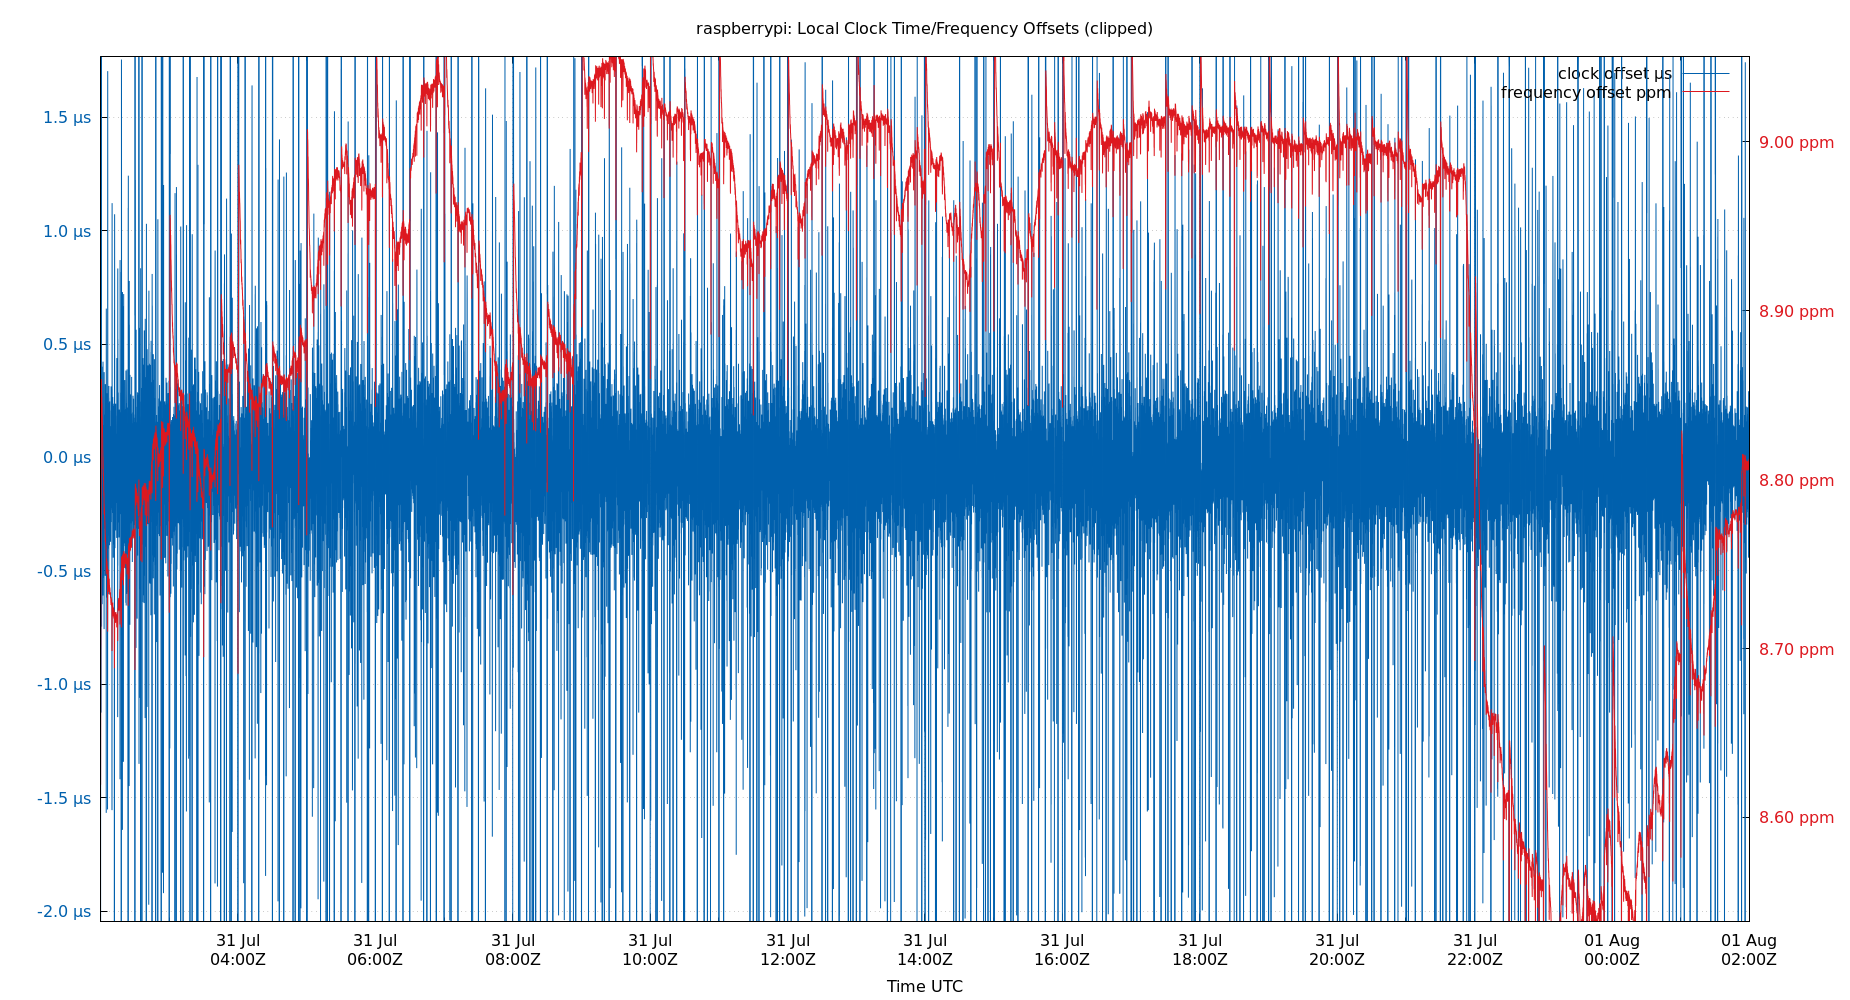 raspberrypi: Local Clock Time/Frequency Offsets (clipped)
clock offset µs
frequency offset ppm
1.5 µs
1.0 µs
0.5 µs
0.0 µs
-0.5 µs
-1.0 µs
-1.5 µs
-2.0 µs
9.00 ppm
8.90 ppm
8.80 ppm
8.70 ppm
8.60 ppm
31 Jul 31 Jul 31 Jul 31 Jul 31 Jul 31 Jul 31 Jul 31 Jul 31 Jul 31 Jul 01 Aug 01 Aug
04:00Z 06:00Z 08:00Z 10:00Z 12:00Z 14:00Z 16:00Z 18:00Z 20:00Z 22:00Z 00:00Z 02:00Z
Time UTC